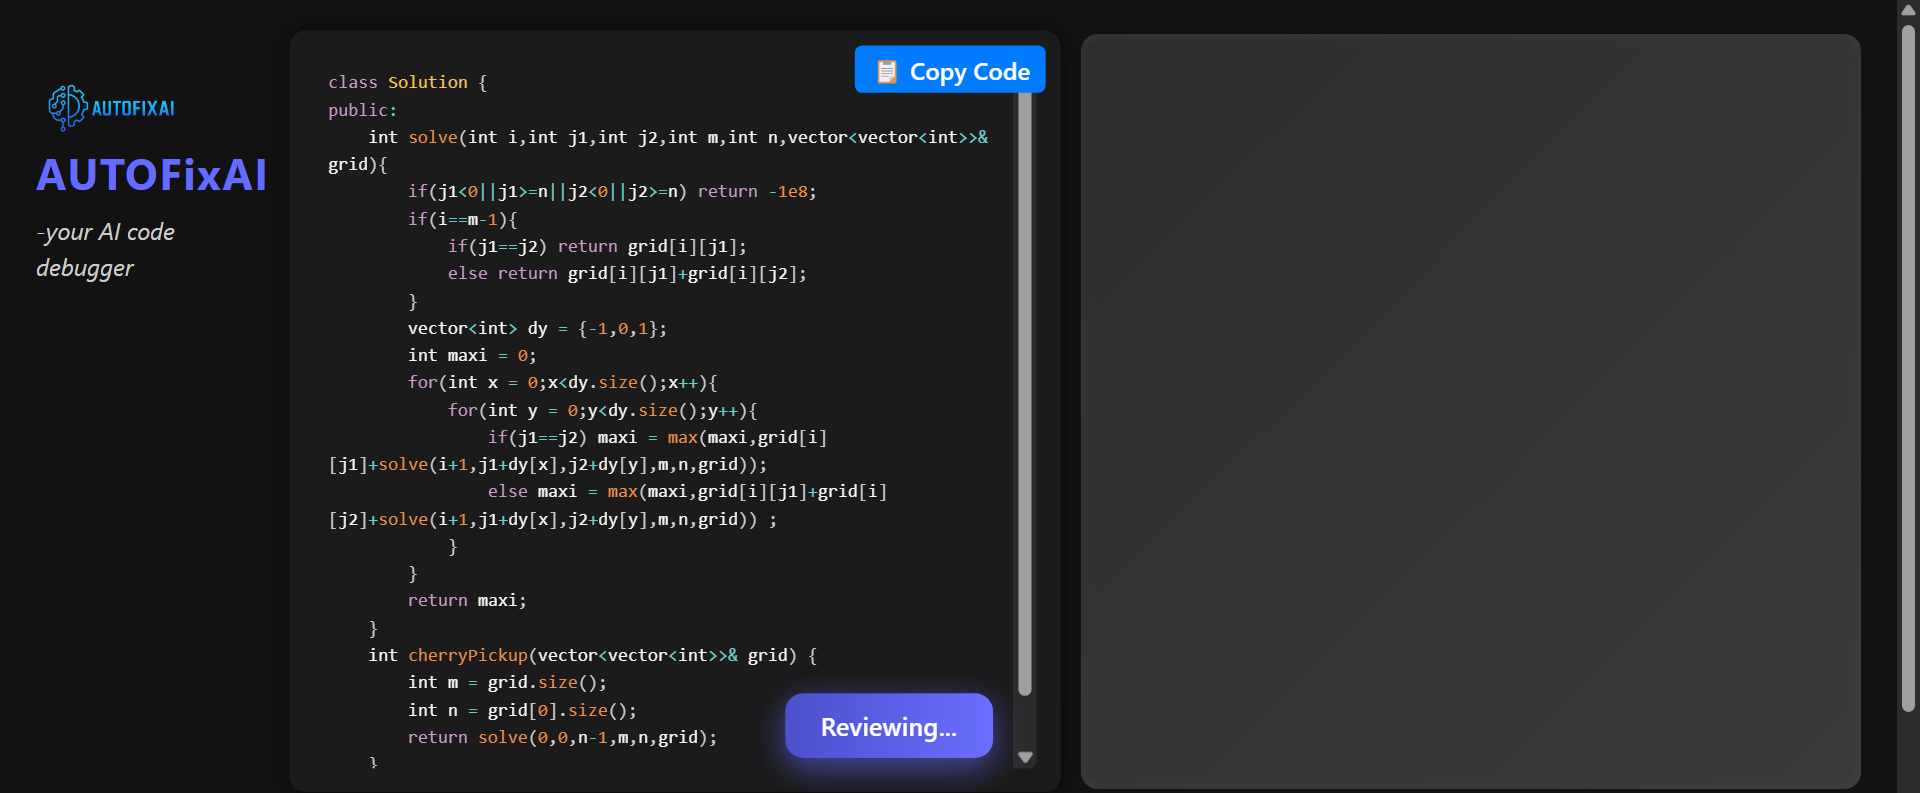 AUTOFIXAI
AUTOFixAI
-your AI code
debugger
📋 Copy Code
class Solution {
public:
    int solve(int i,int j1,int j2,int m,int n,vector<vector<int>>&
grid){
        if(j1<0||j1>=n||j2<0||j2>=n) return -1e8;
        if(i==m-1){
            if(j1==j2) return grid[i][j1];
            else return grid[i][j1]+grid[i][j2];
        }
        vector<int> dy = {-1,0,1};
        int maxi = 0;
        for(int x = 0;x<dy.size();x++){
            for(int y = 0;y<dy.size();y++){
                if(j1==j2) maxi = max(maxi,grid[i]
[j1]+solve(i+1,j1+dy[x],j2+dy[y],m,n,grid));
                else maxi = max(maxi,grid[i][j1]+grid[i]
[j2]+solve(i+1,j1+dy[x],j2+dy[y],m,n,grid)) ;
            }
        }
        return maxi;
    }
    int cherryPickup(vector<vector<int>>& grid) {
        int m = grid.size();
        int n = grid[0].size();
        return solve(0,0,n-1,m,n,grid);
    }
Reviewing...